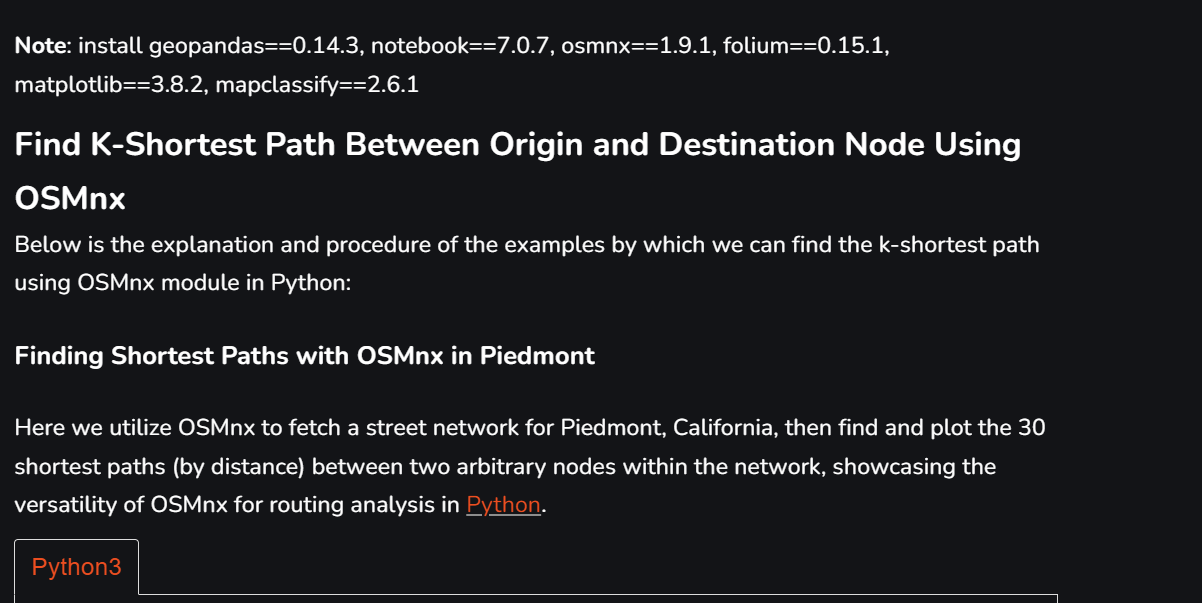 Note: install geopandas==0.14.3, notebook==7.0.7, osmnx==1.9.1, folium==0.15.1,
matplotlib==3.8.2, mapclassify==2.6.1
Find K-Shortest Path Between Origin and Destination Node Using
OSMnx
Below is the explanation and procedure of the examples by which we can find the k-shortest path
using OSMnx module in Python:
Finding Shortest Paths with OSMnx in Piedmont
Here we utilize OSMnx to fetch a street network for Piedmont, California, then find and plot the 30
shortest paths (by distance) between two arbitrary nodes within the network, showcasing the
versatility of OSMnx for routing analysis in Python.
Python3